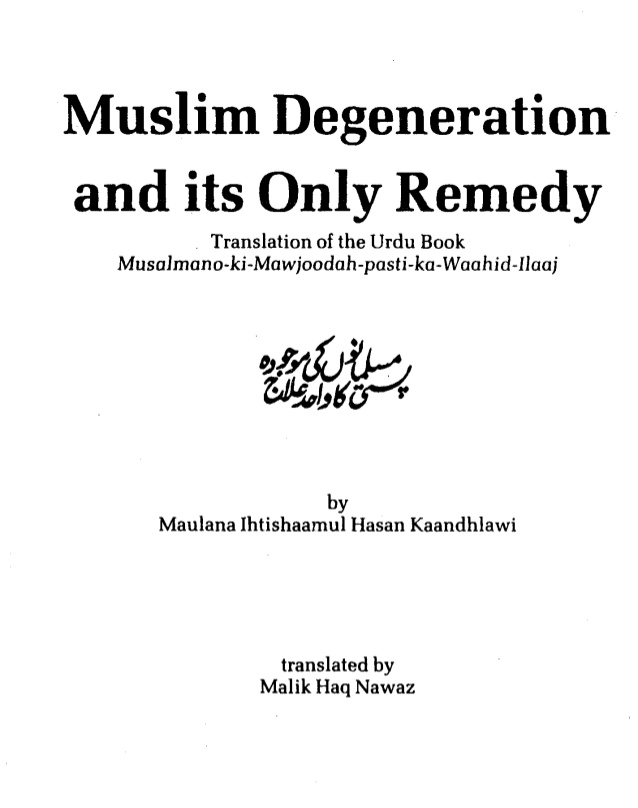 Muslim Degeneration
and its Only Remedy
Translation of the Urdu Book
Musalmano-ki-Mawjoodah-pasti-ka-Waahid-Ilaaj
مسلمانوں کی موجودہ
پستی کا واحد علاج
by
Maulana Ihtishaamul Hasan Kaandhlawi
translated by
Malik Haq Nawaz